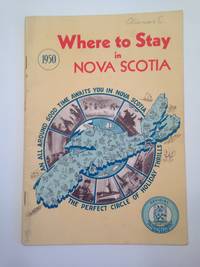 1950
Where to Stay
in
NOVA SCOTIA
AN ALL AROUND GOOD TIME AWAITS YOU IN NOVA SCOTIA
THE PERFECT CIRCLE OF HOLIDAY THRILLS